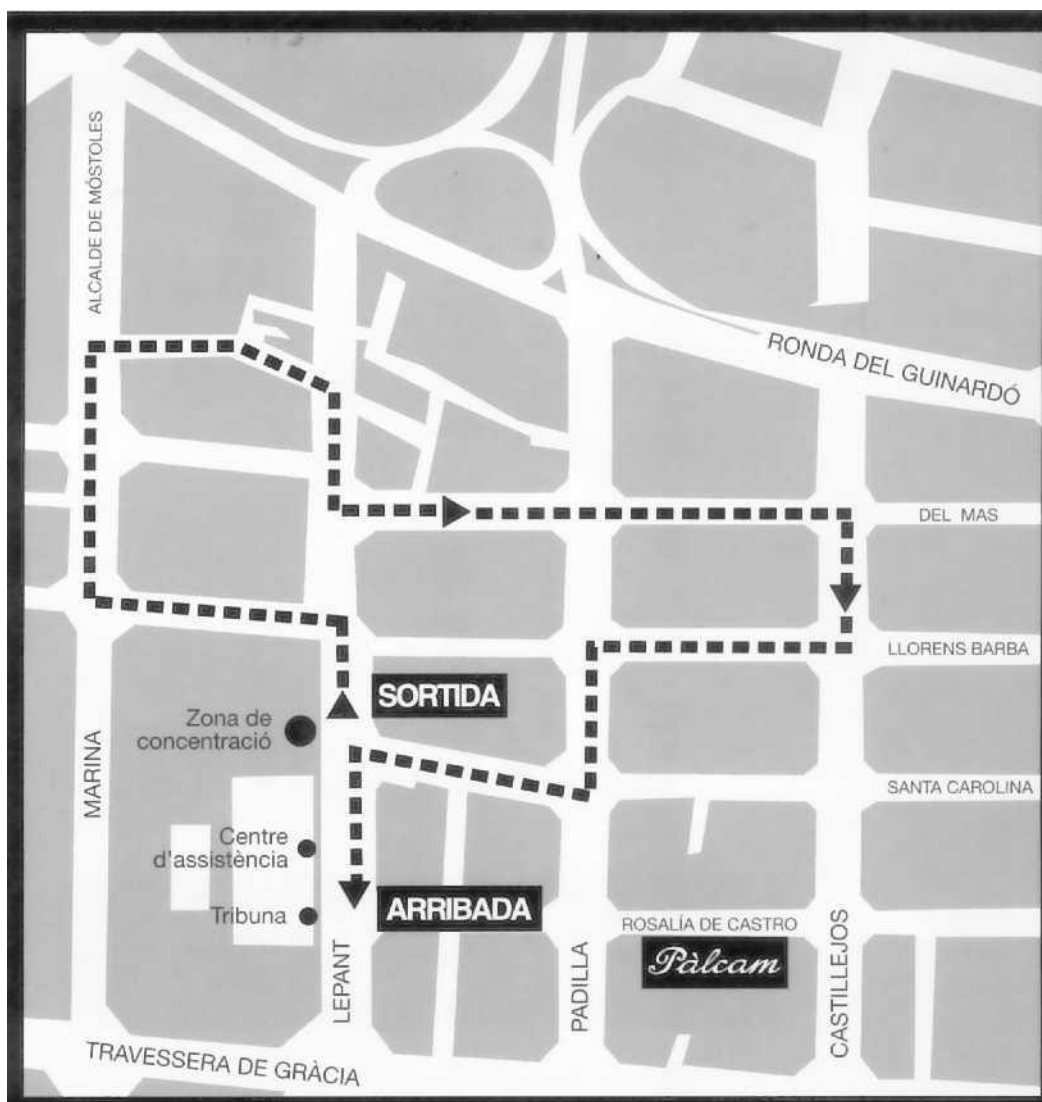 ALCALDE DE MÓSTOLES
RONDA DEL GUINARDÓ
DEL MAS
LLORENS BARBA
SORTIDA
Zona de
concentració
MARINA
SANTA CAROLINA
Centre
d'assistència
Tribuna
ARRIBADA
LEPANT
PADILLA
ROSALÍA DE CASTRO
Pàlcam
CASTILLEJOS
TRAVESSERA DE GRÀCIA